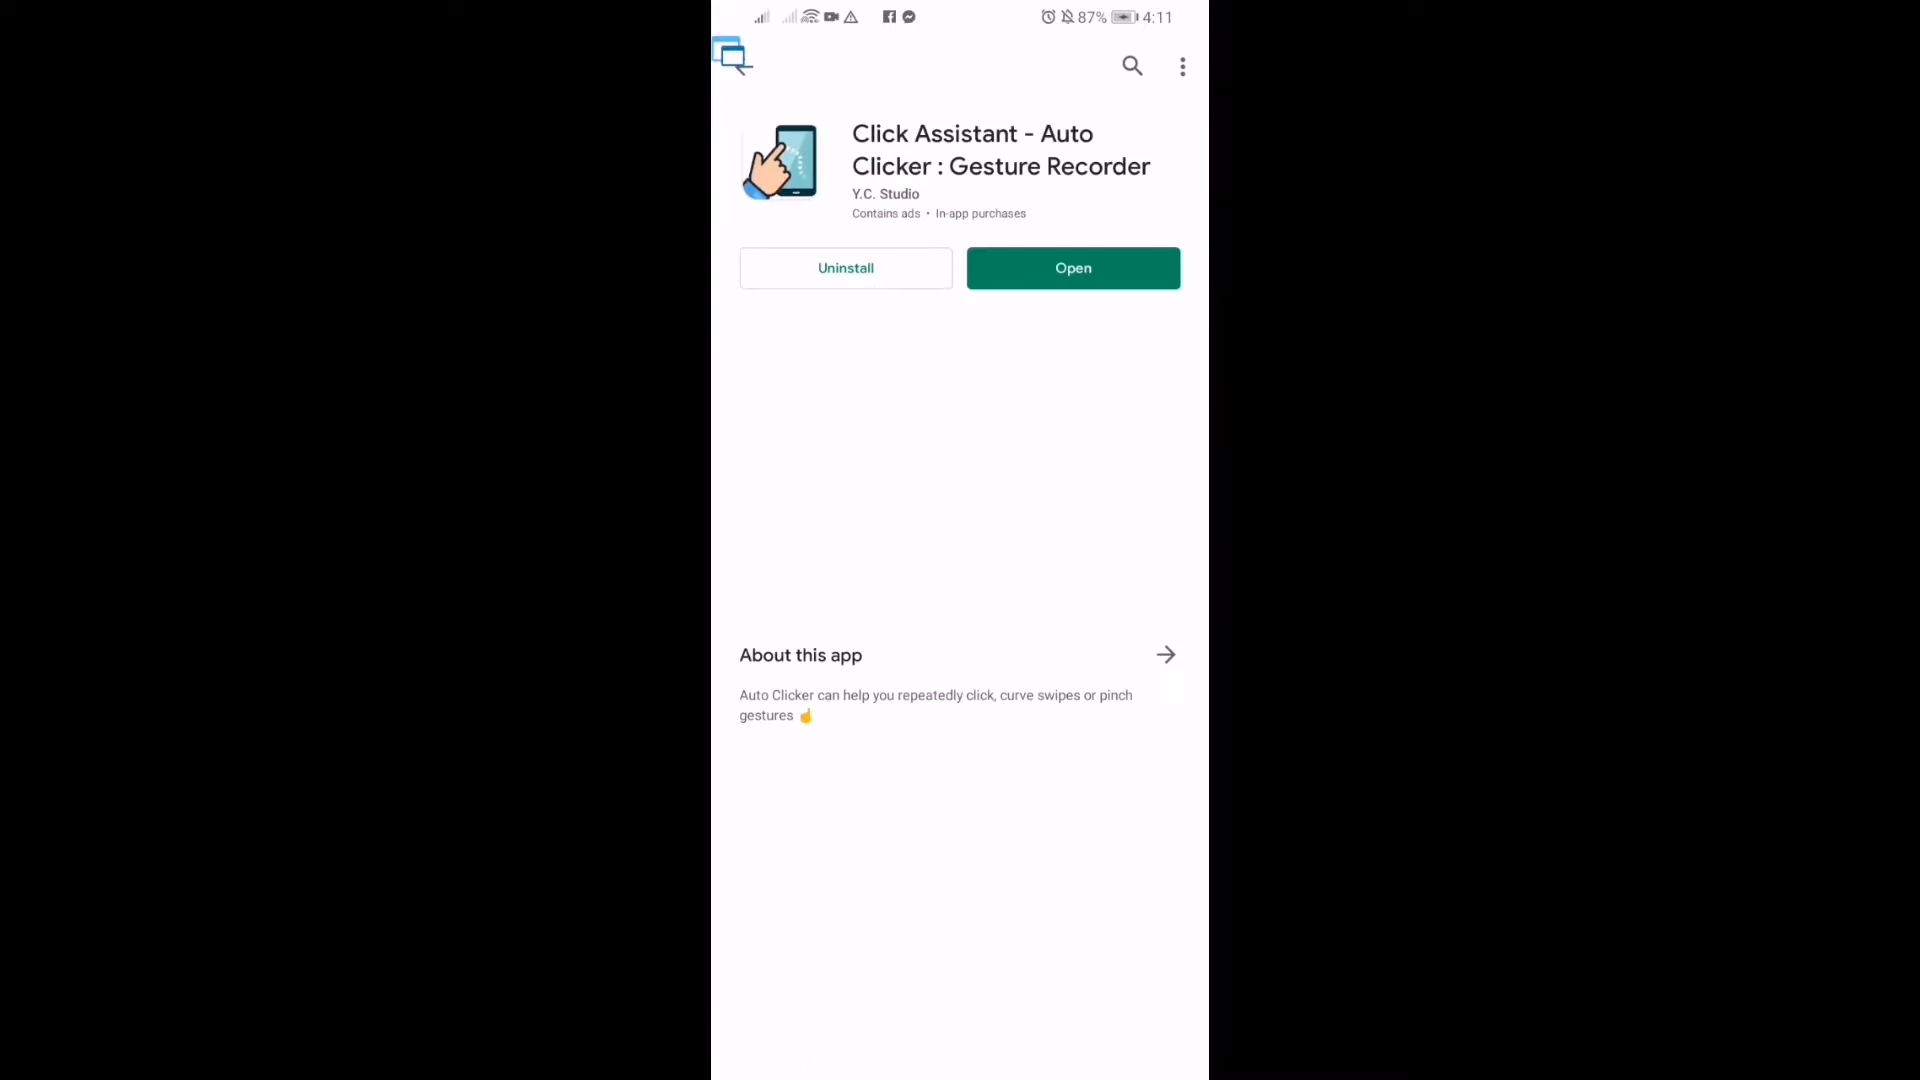 87% 4:11
Click Assistant - Auto
Clicker : Gesture Recorder
Y.C. Studio
Contains ads • In-app purchases
Uninstall
Open
About this app
Auto Clicker can help you repeatedly click, curve swipes or pinch
gestures ☝️